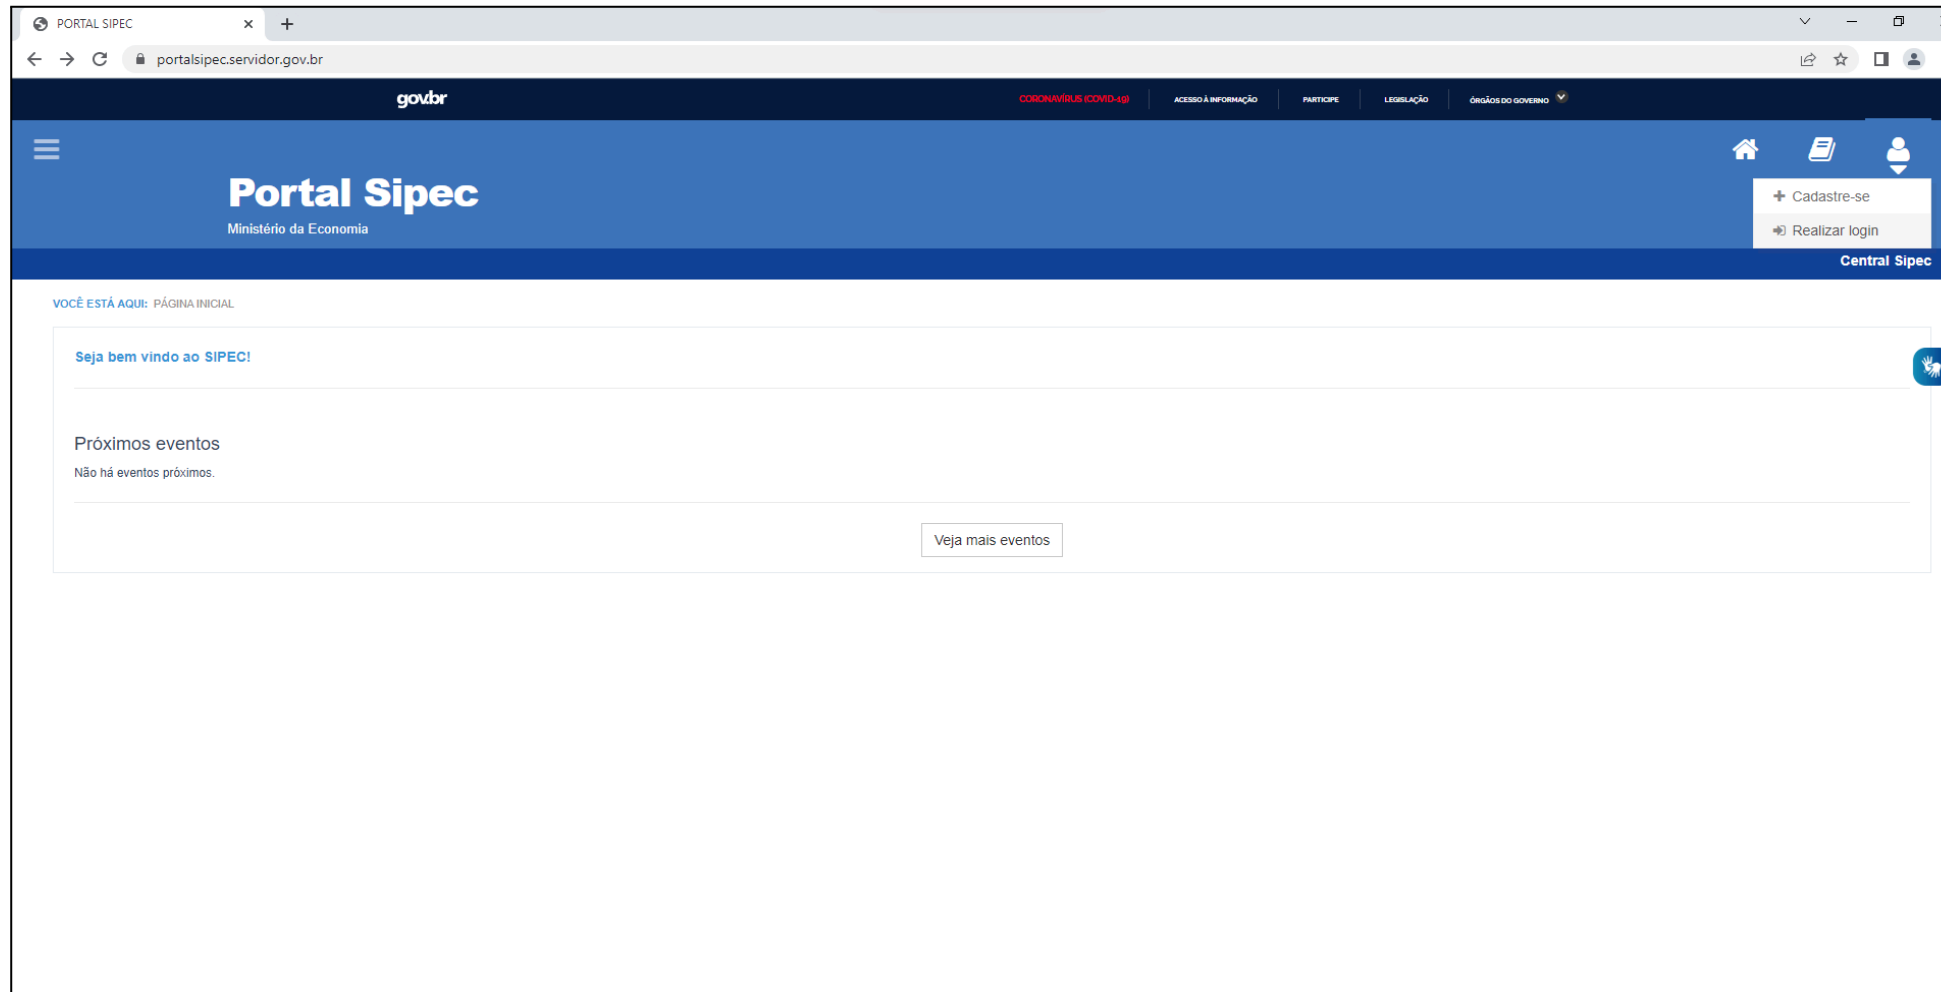 PORTAL SIPEC
portalsipec.servidor.gov.br
gov.br
CORONAVÍRUS (COVID-19) ACESSO À INFORMAÇÃO PARTICIPE LEGISLAÇÃO ÓRGÃOS DO GOVERNO
Portal Sipec
Ministério da Economia
Cadastre-se
Realizar login
Central Sipec
VOCÊ ESTÁ AQUI: PÁGINA INICIAL
Seja bem vindo ao SIPEC!
Próximos eventos
Não há eventos próximos.
Veja mais eventos